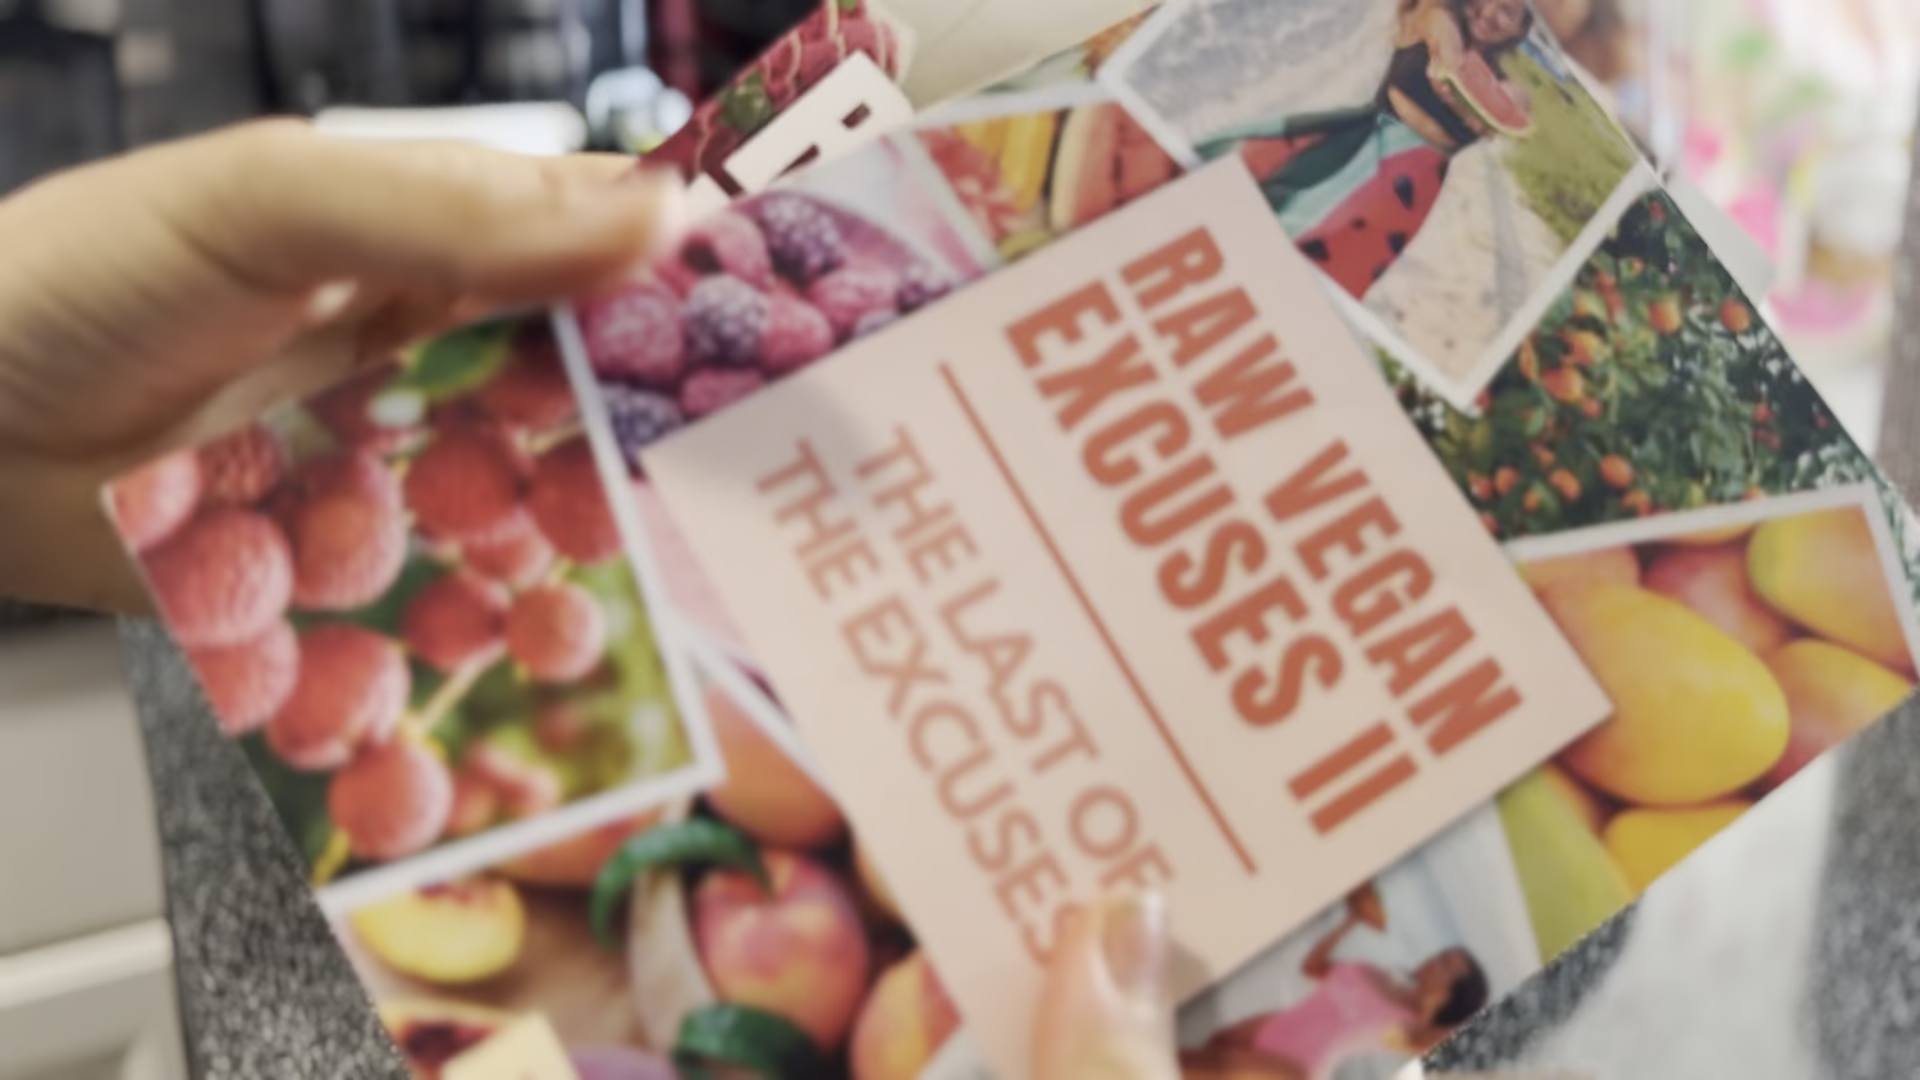 RAW VEGAN
EXCUSES II
THE LAST OF
THE EXCUSES